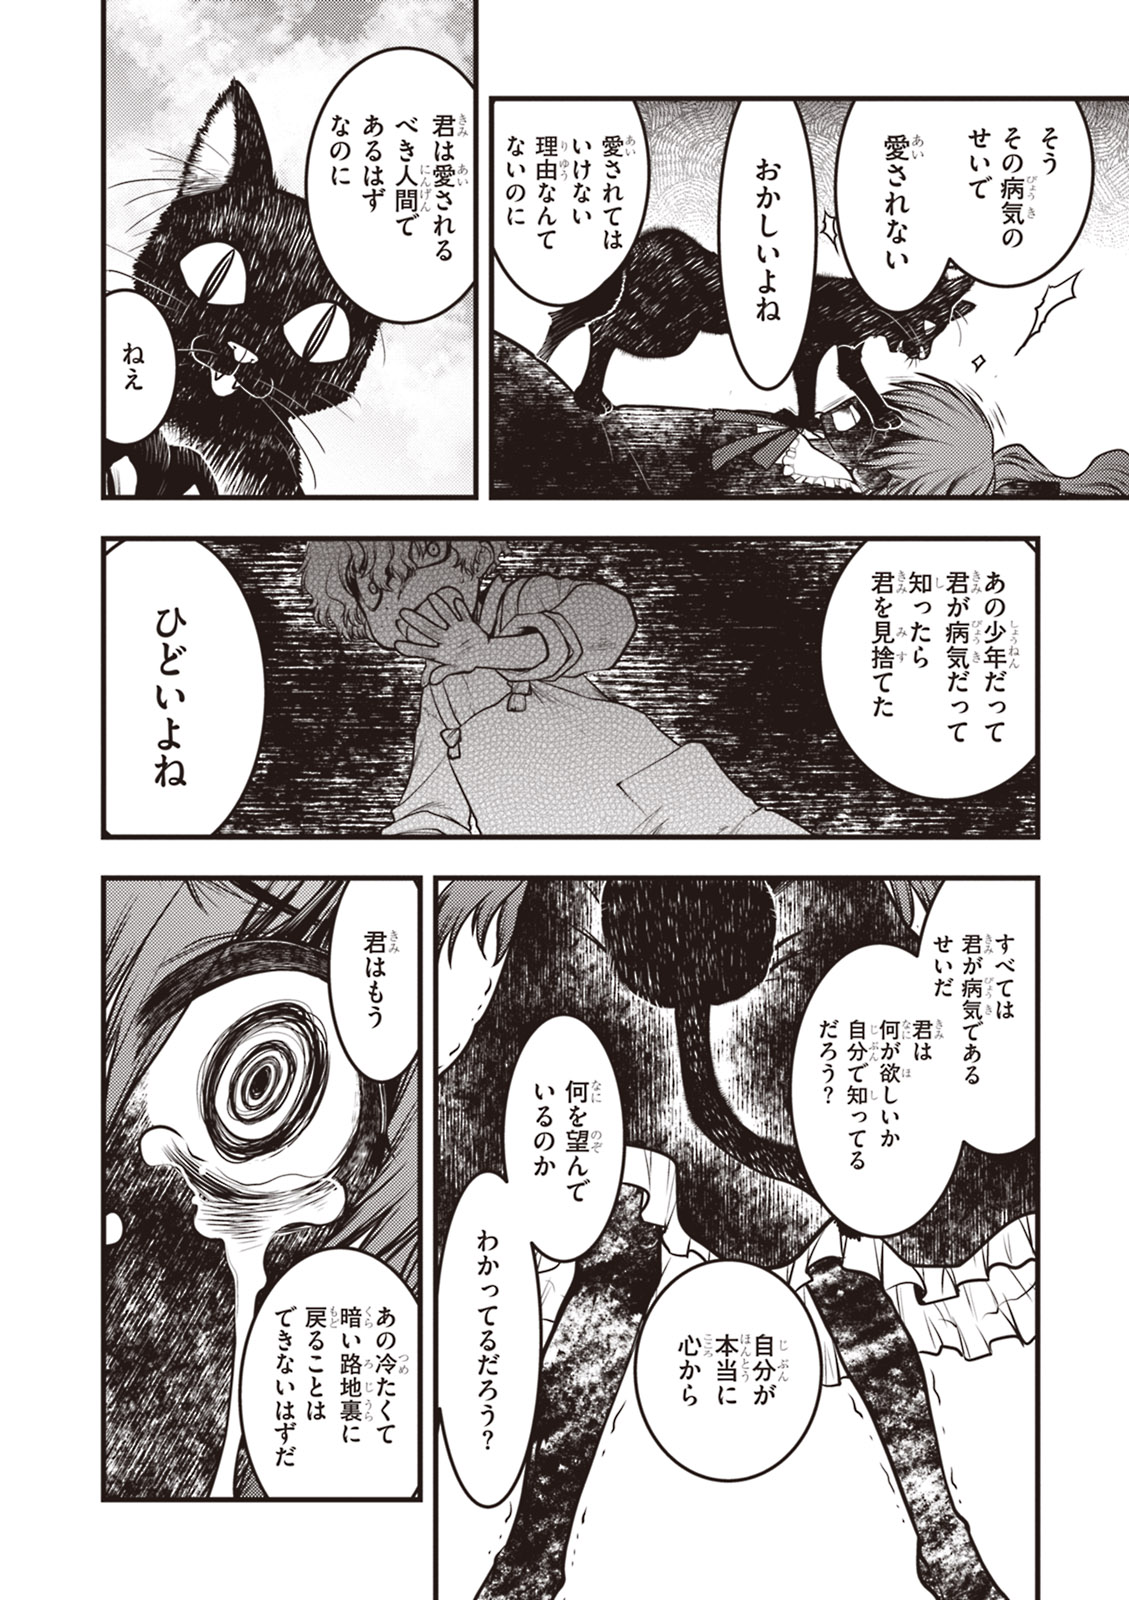 そう
その病気の
せいで
愛されない
おかしいよね
愛されては
いけない
理由なんて
ないのに
君は愛される
べき人間で
あるはず
なのに
ねえ
あの少年だって
君が病気だって
知ったら
君を見捨てた
ひどいよね
すべては
君が病気である
せいだ
君は
何が欲しいか
自分で知ってる
だろう?
自分が
本当に
心から
何を望んで
いるのか
わかってるだろう?
君はもう
あの冷たくて
暗い路地裏に
戻ることは
できないはずだ